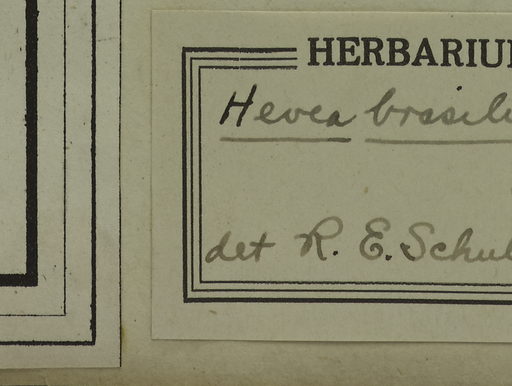 HERBARIU
Hevea brasili
det R. E. Schul